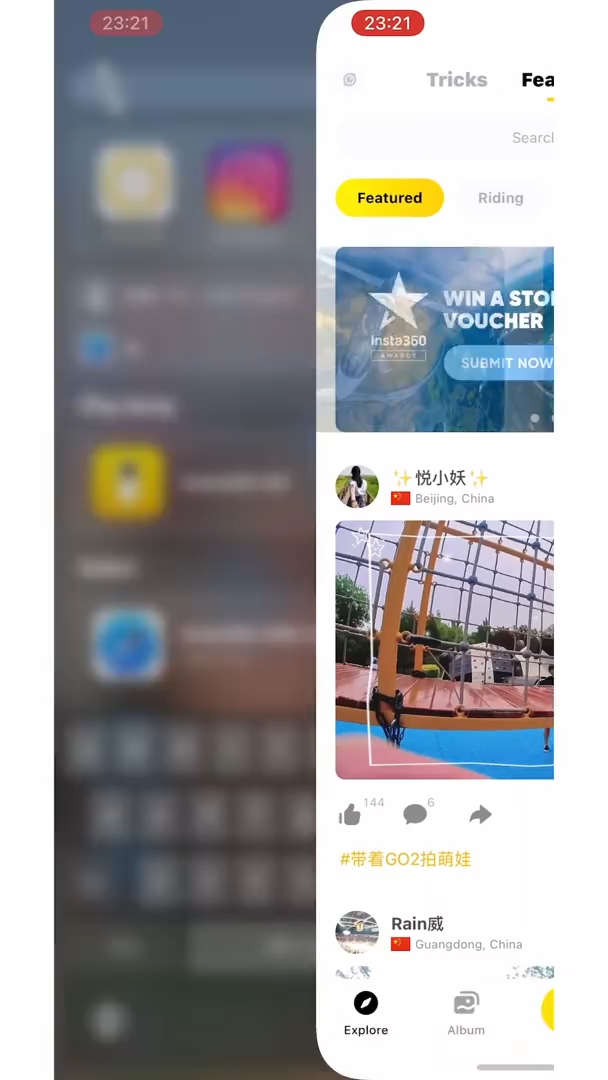 23:21
23:21
Tricks
Fea
Searcl
Featured
Riding
WIN A STO
VOUCHER
Insta360
AWARDS
SUBMIT NOW
✨悦小妖✨
Beijing, China
144
6
#带着GO2拍萌娃
Rain威
Guangdong, China
Explore
Album